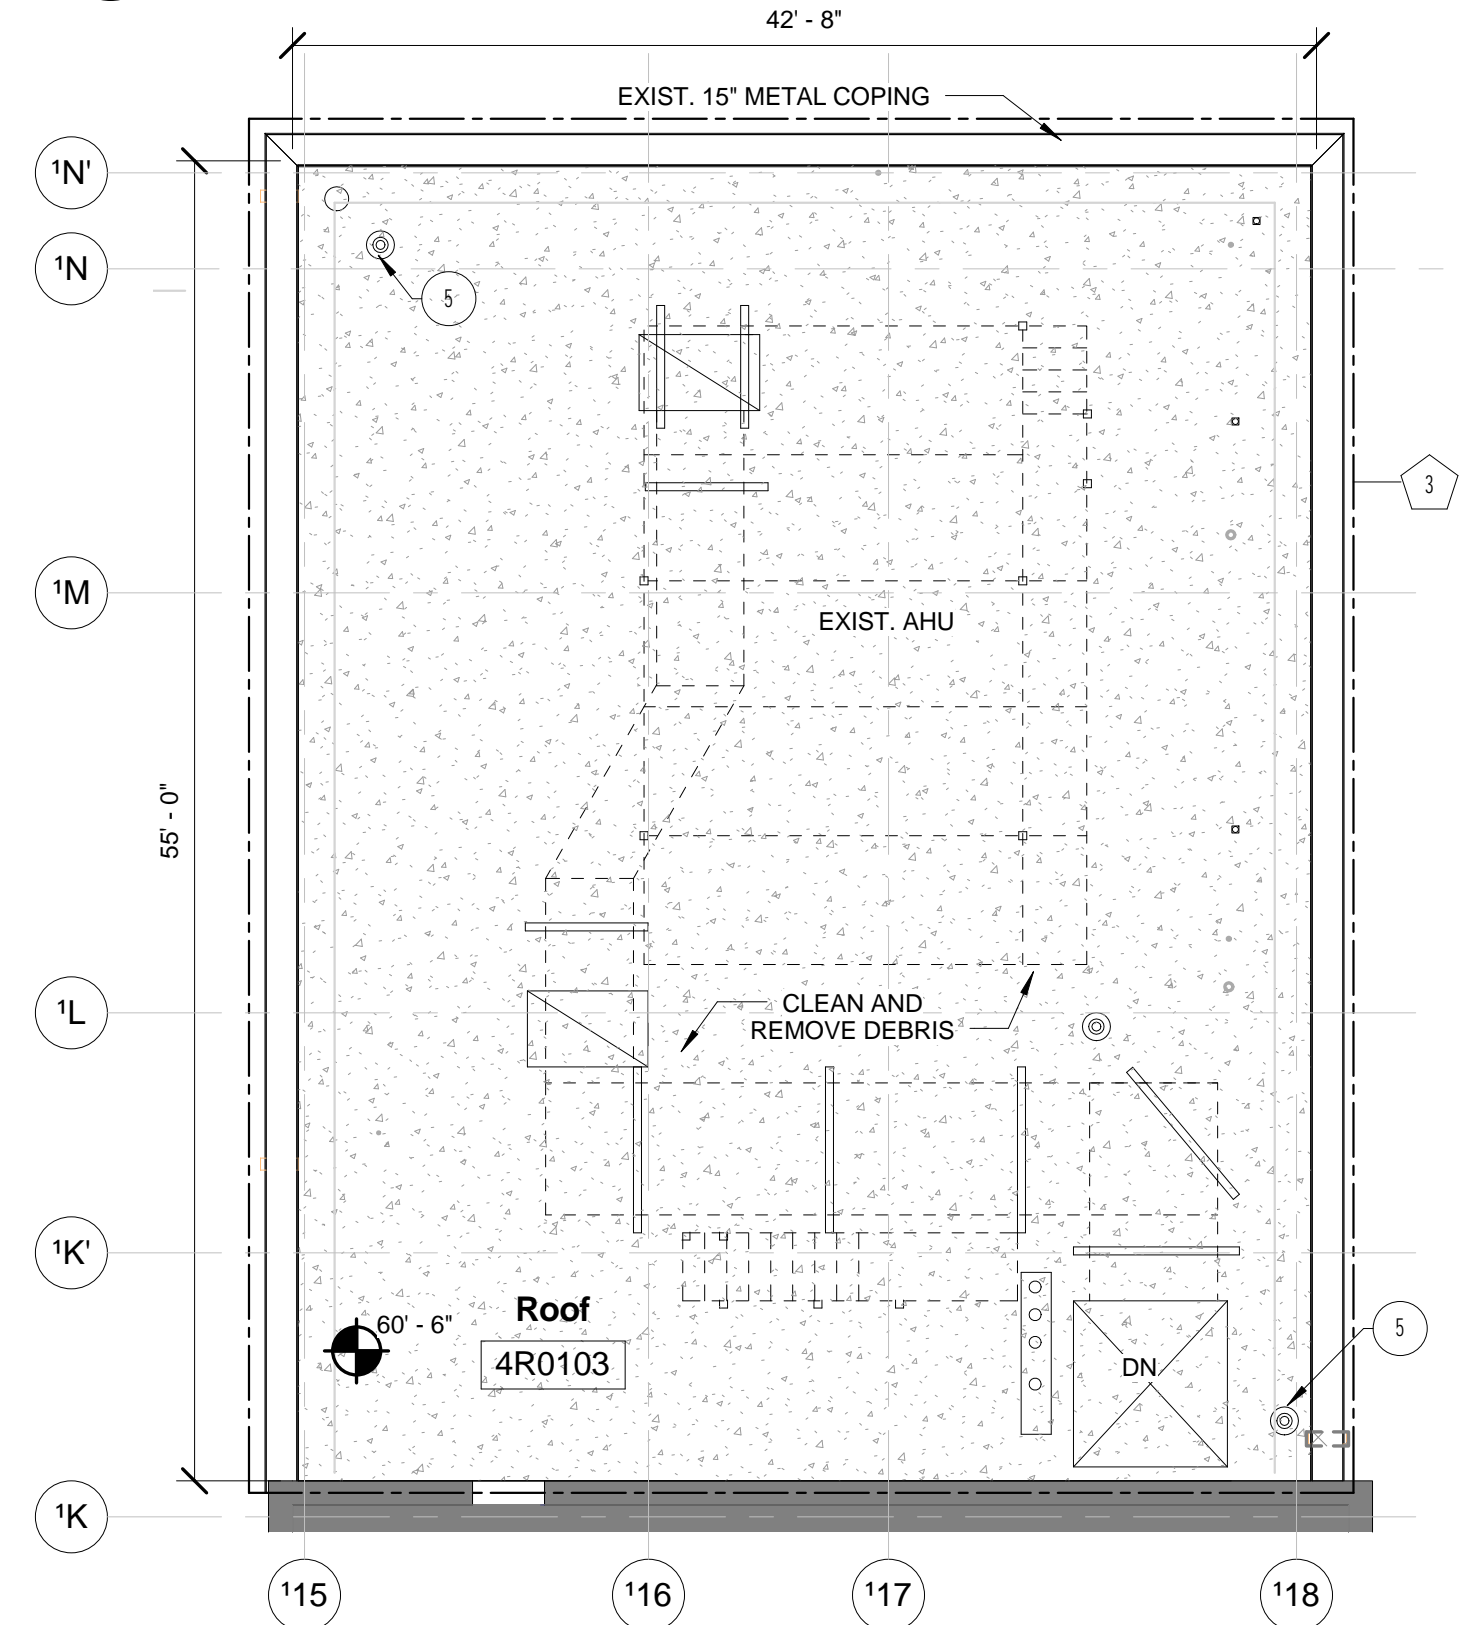 42' - 8"
EXIST. 15" METAL COPING
¹N'
¹N
5
3
¹M
EXIST. AHU
55' - 0"
CLEAN AND
REMOVE DEBRIS
¹L
¹K'
Roof
60' - 6"
4R0103
DN
5
¹K
¹15
¹16
¹17
¹18